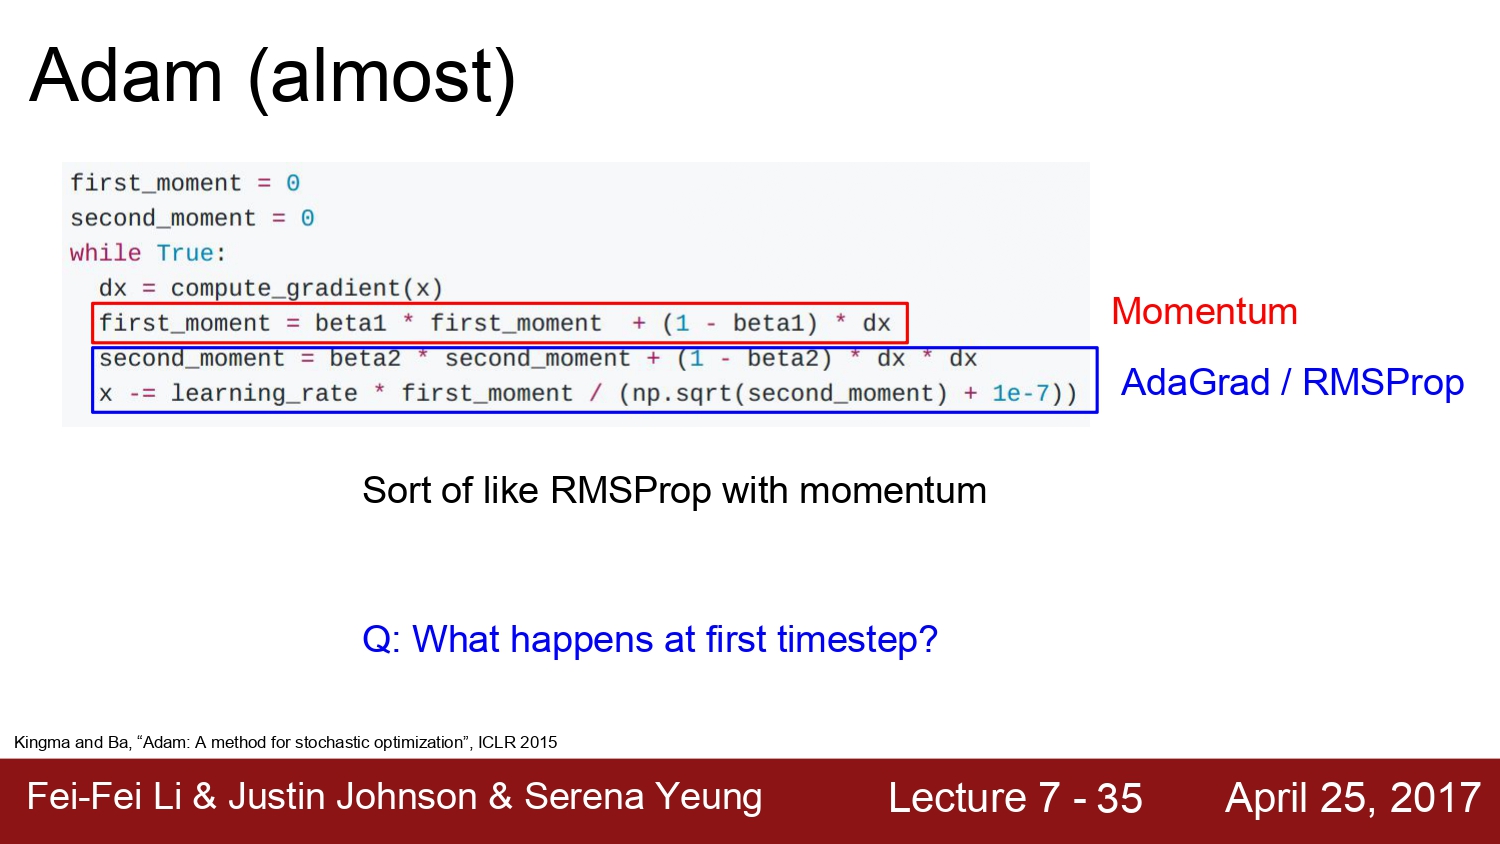 Adam (almost)
first_moment = 0
second_moment = 0
while True:
  dx = compute_gradient(x)
  first_moment = beta1 * first_moment  + (1 - beta1) * dx
  second_moment = beta2 * second_moment + (1 - beta2) * dx * dx
  x -= learning_rate * first_moment / (np.sqrt(second_moment) + 1e-7))
Momentum
AdaGrad / RMSProp
Sort of like RMSProp with momentum
Q: What happens at first timestep?
Kingma and Ba, “Adam: A method for stochastic optimization”, ICLR 2015
Fei-Fei Li & Justin Johnson & Serena Yeung
Lecture 7 - 35
April 25, 2017